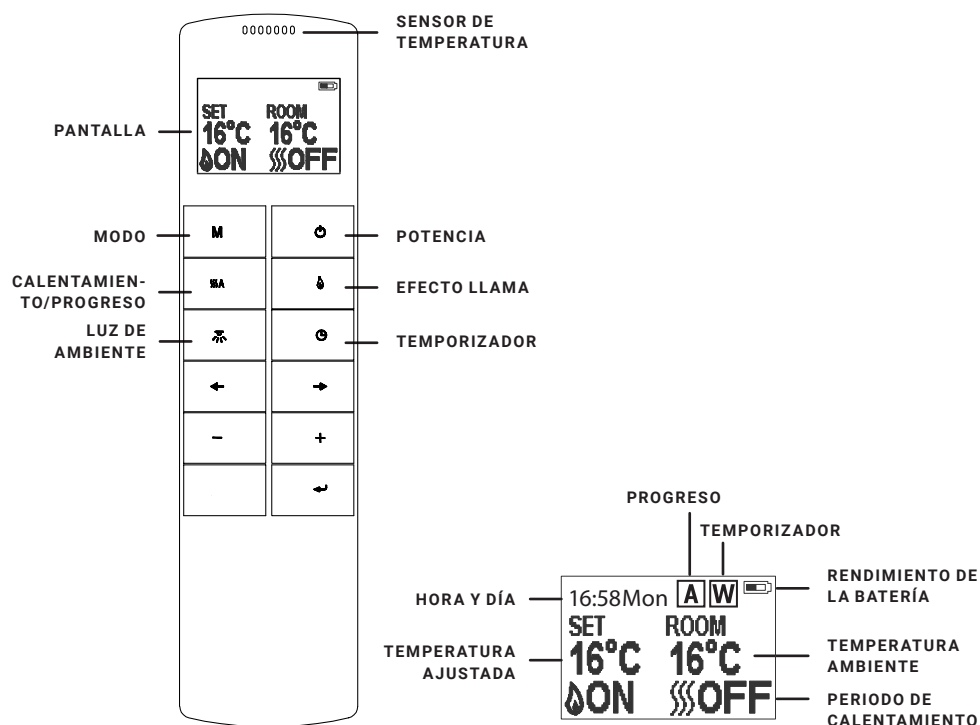 SENSOR DE
TEMPERATURA
PANTALLA
SET ROOM
16°C 16°C
ON OFF
MODO
M
POTENCIA
CALENTAMIEN-
TO/PROGRESO
A
EFECTO LLAMA
LUZ DE
AMBIENTE
TEMPORIZADOR
PROGRESO
TEMPORIZADOR
HORA Y DÍA
16:58Mon A W
RENDIMIENTO DE
LA BATERÍA
SET ROOM
TEMPERATURA
AJUSTADA
16°C 16°C
TEMPERATURA
AMBIENTE
ON OFF
PERIODO DE
CALENTAMIENTO